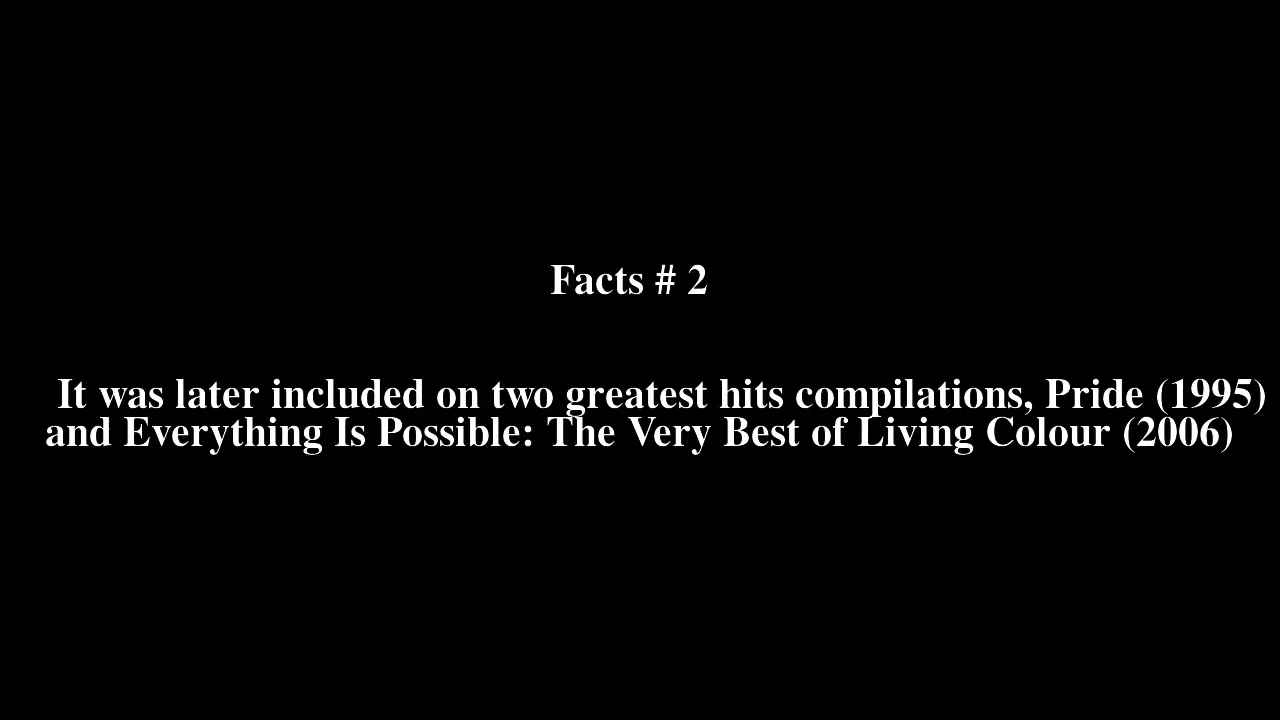 Facts # 2
It was later included on two greatest hits compilations, Pride (1995)
and Everything Is Possible: The Very Best of Living Colour (2006)